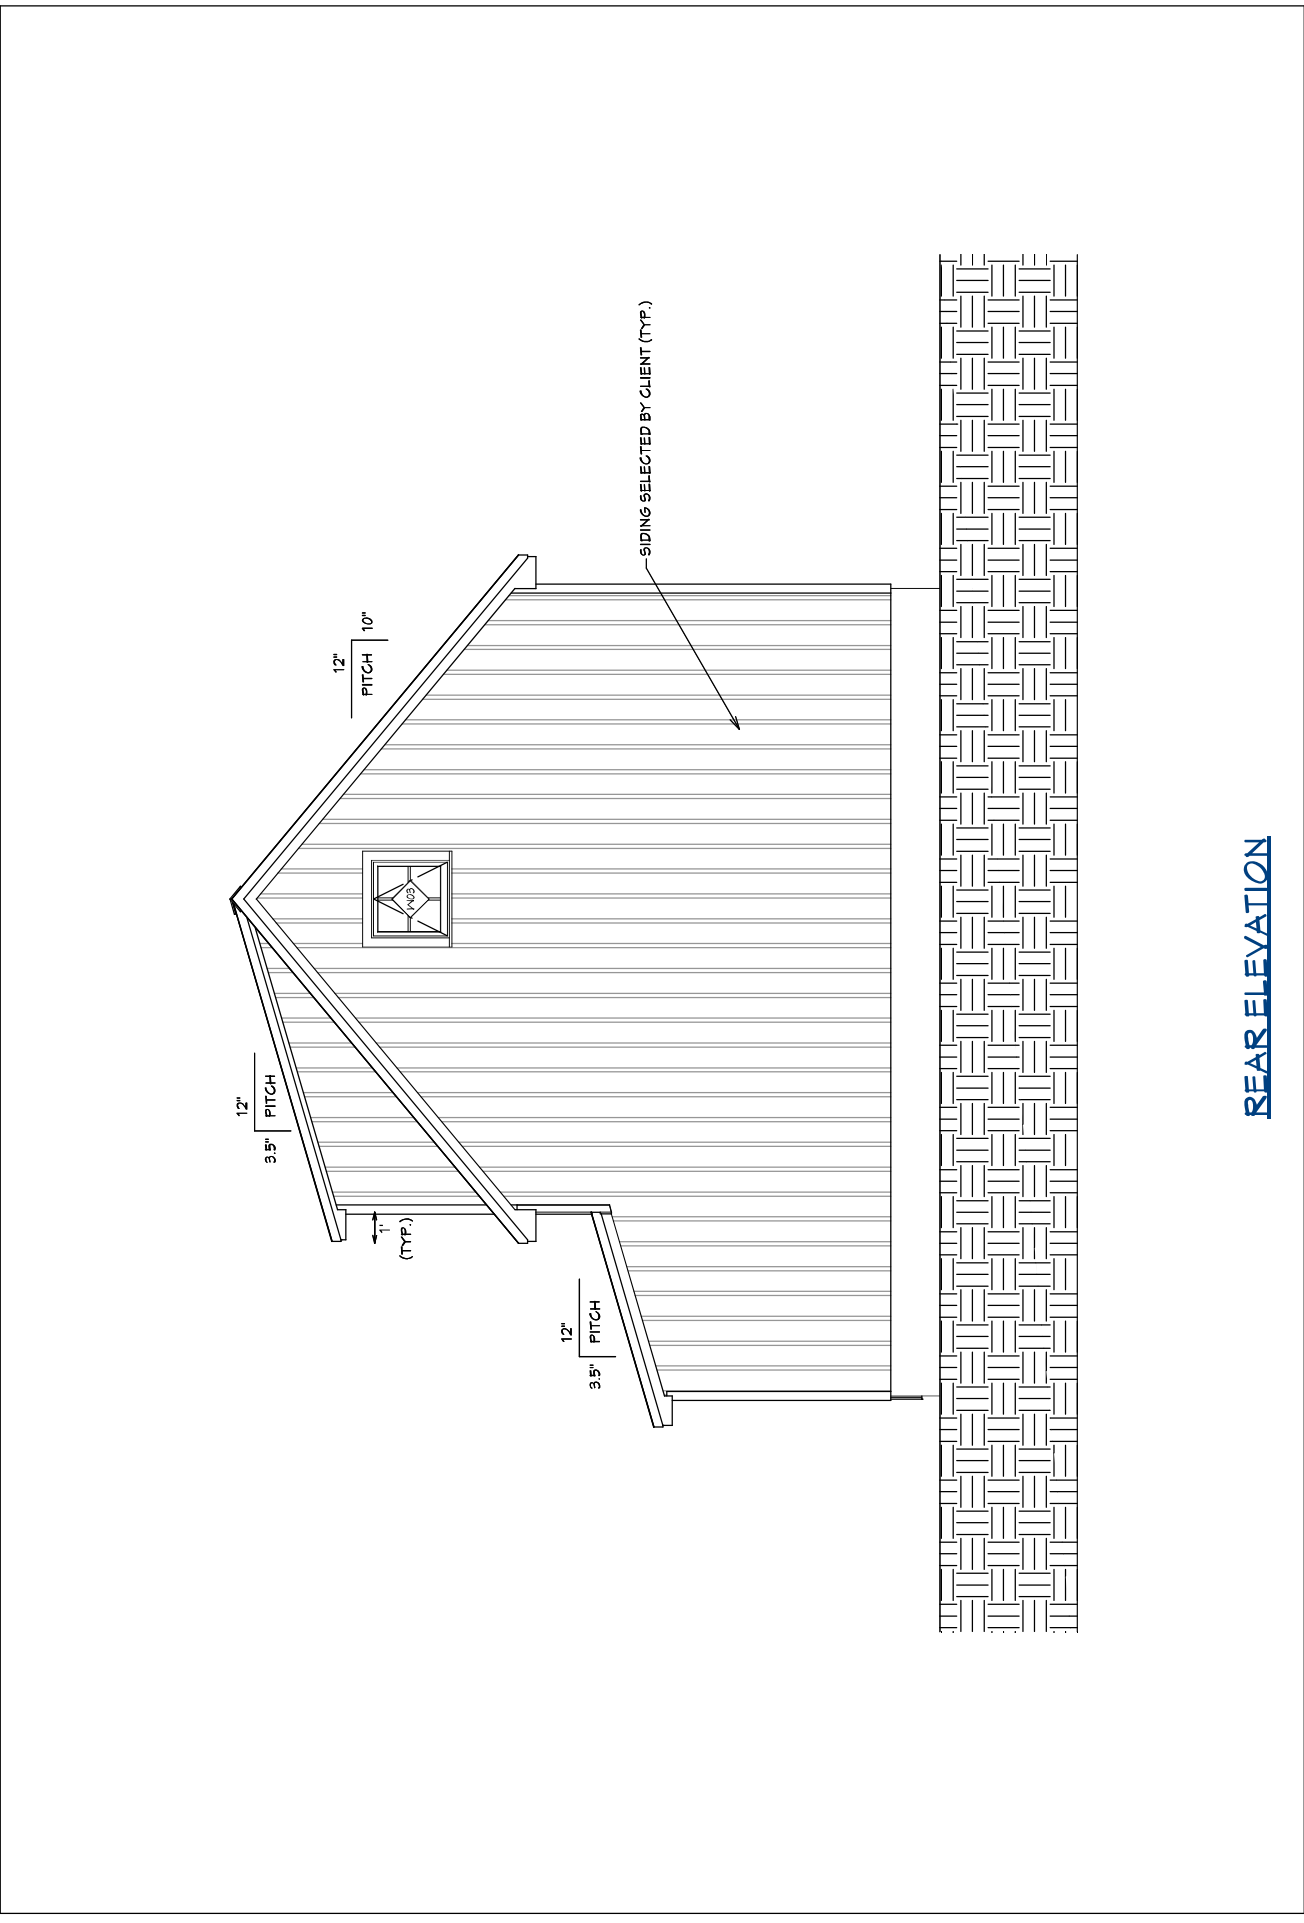 12"
3.5"
PITCH
12"
PITCH
10"
W03
1'
(TYP.)
12"
3.5"
PITCH
SIDING SELECTED BY CLIENT (TYP.)
REAR ELEVATION